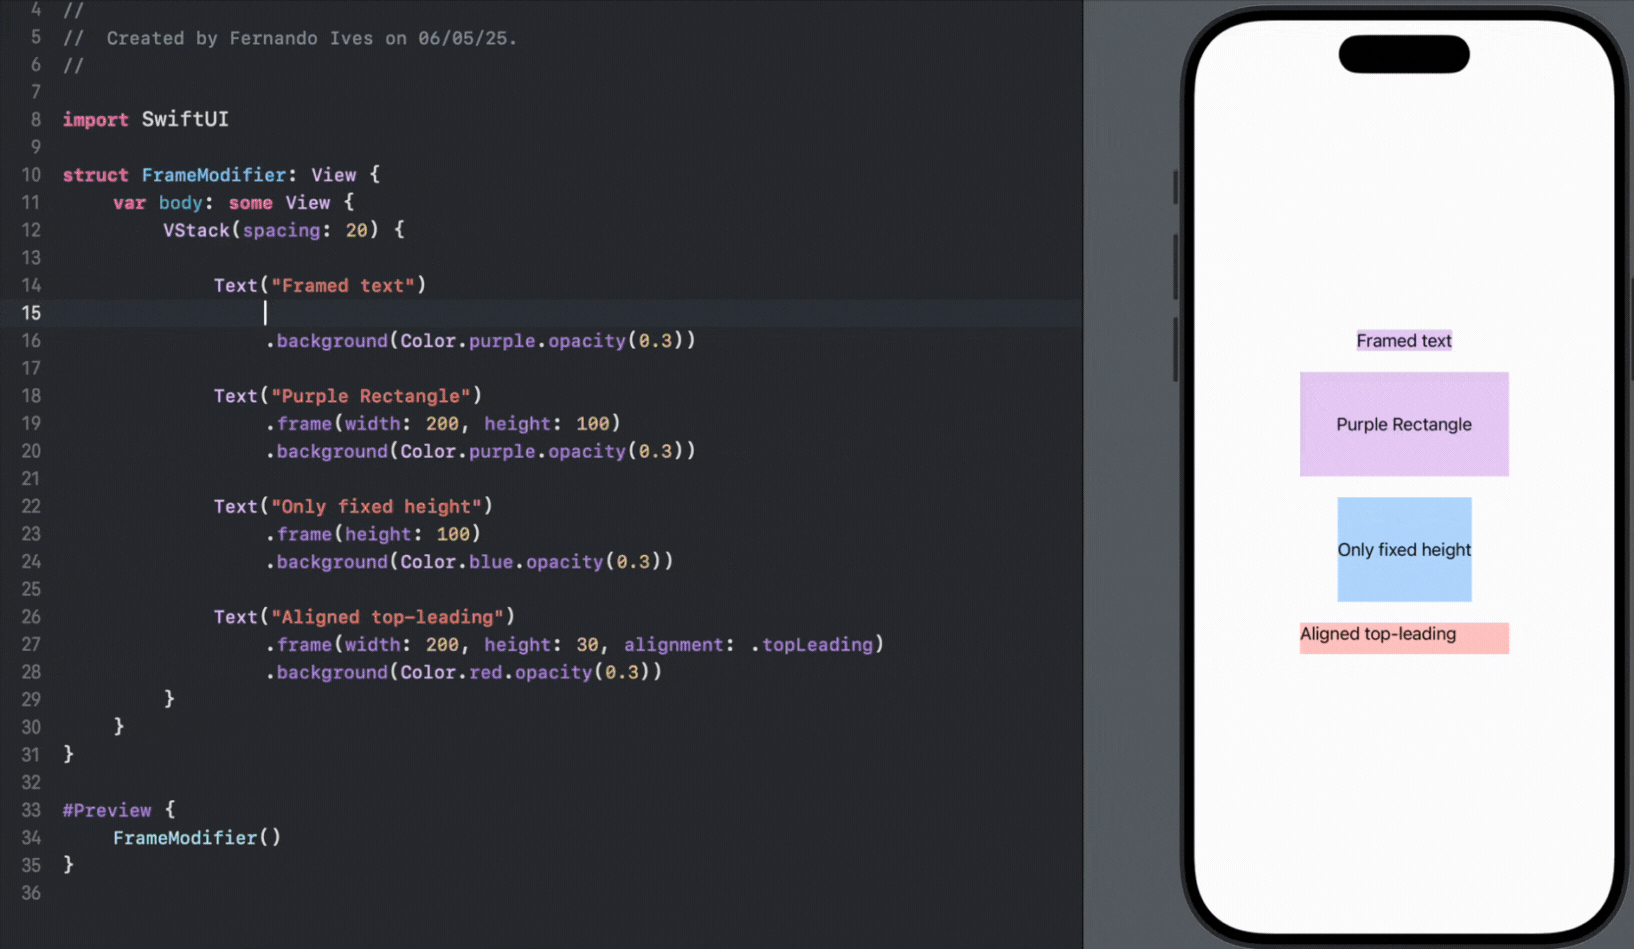 4 //
5 //  Created by Fernando Ives on 06/05/25.
6 //
7
8 import SwiftUI
9
10 struct FrameModifier: View {
11     var body: some View {
12         VStack(spacing: 20) {
13
14             Text("Framed text")
15
16                 .background(Color.purple.opacity(0.3))
17
18             Text("Purple Rectangle")
19                 .frame(width: 200, height: 100)
20                 .background(Color.purple.opacity(0.3))
21
22             Text("Only fixed height")
23                 .frame(height: 100)
24                 .background(Color.blue.opacity(0.3))
25
26             Text("Aligned top-leading")
27                 .frame(width: 200, height: 30, alignment: .topLeading)
28                 .background(Color.red.opacity(0.3))
29         }
30     }
31 }
32
33 #Preview {
34     FrameModifier()
35 }
36
Framed text
Purple Rectangle
Only fixed height
Aligned top-leading